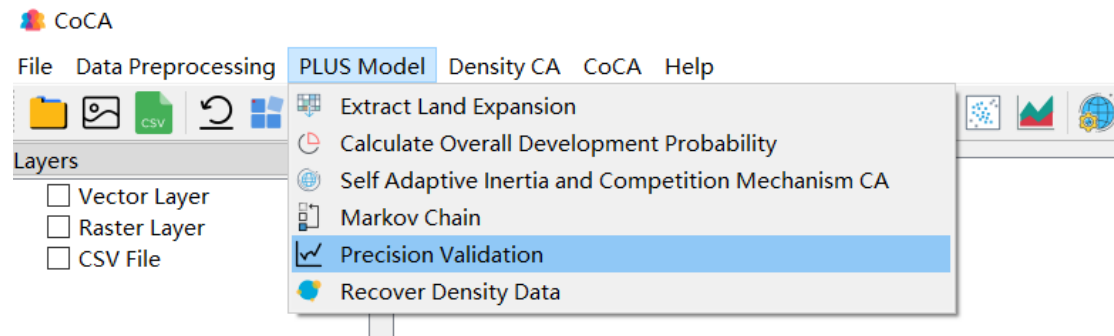 CoCA
File Data Preprocessing PLUS Model Density CA CoCA Help
CSV
Extract Land Expansion
Calculate Overall Development Probability
Layers
Self Adaptive Inertia and Competition Mechanism CA
Vector Layer
Markov Chain
Raster Layer
Precision Validation
CSV File
Recover Density Data